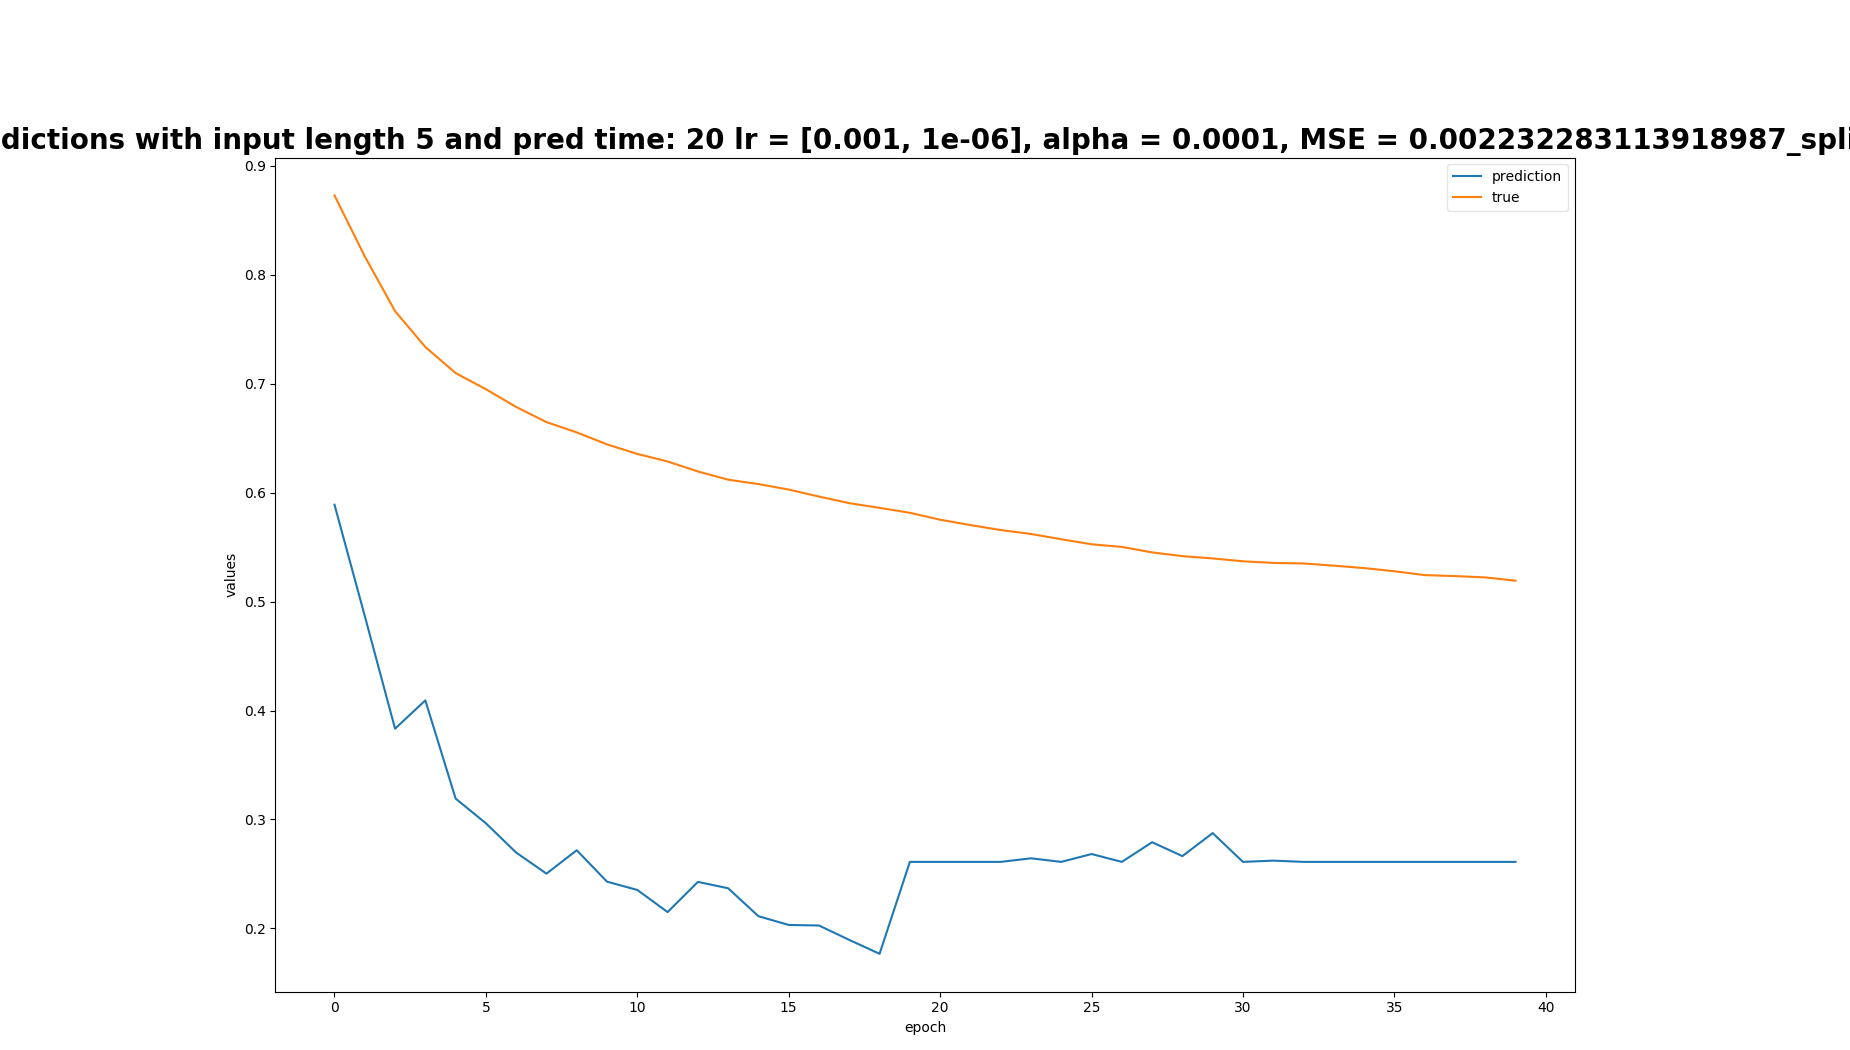 dictions with input length 5 and pred time: 20 lr = [0.001, 1e-06], alpha = 0.0001, MSE = 0.002232283113918987_spli
prediction
true
0.9
0.8
0.7
0.6
0.5
0.4
0.3
0.2
values
0 5 10 15 20 25 30 35 40
epoch